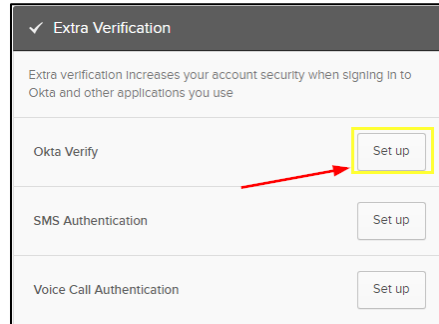 ✓ Extra Verification
Extra verification increases your account security when signing in to
Okta and other applications you use
Okta Verify
Set up
SMS Authentication
Set up
Voice Call Authentication
Set up